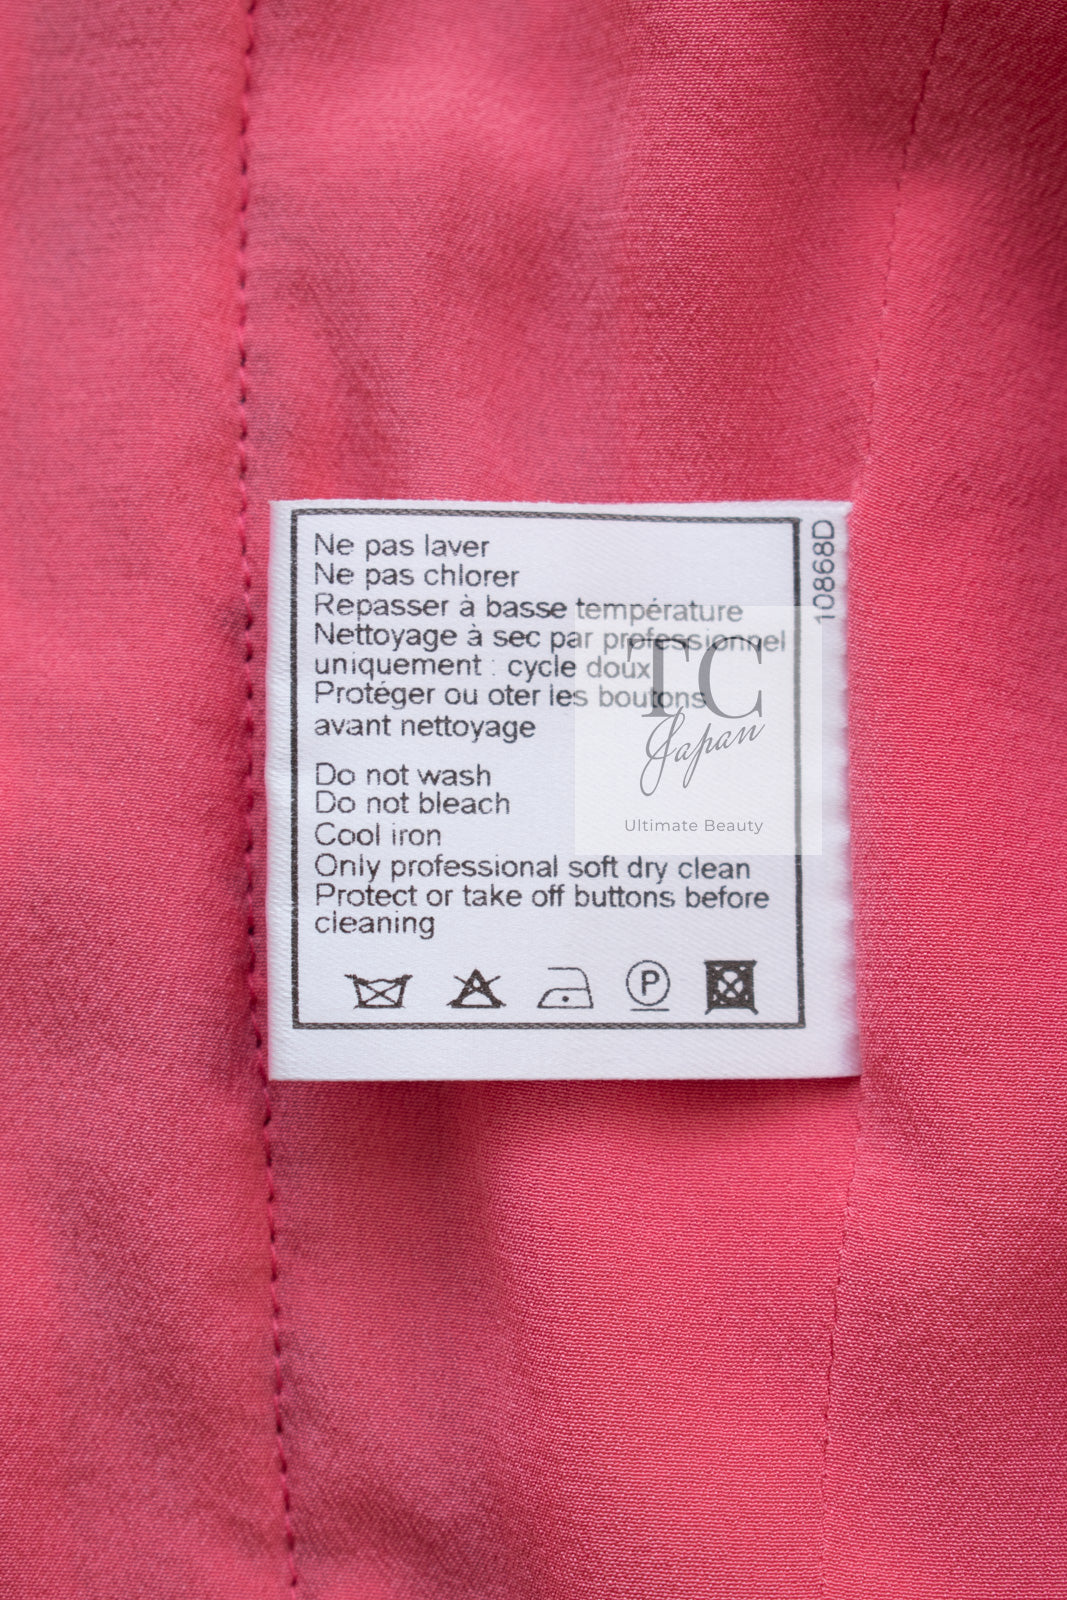 Ne pas laver
Ne pas chlorer
Repasser à basse température
Nettoyage à sec par professionnel
uniquement : cycle doux
Protéger ou oter les boutons
avant nettoyage
Do not wash
Do not bleach
Cool iron
Only professional soft dry clean
Protect or take off buttons before
cleaning
P
10868D
TC
Japan
Ultimate Beauty